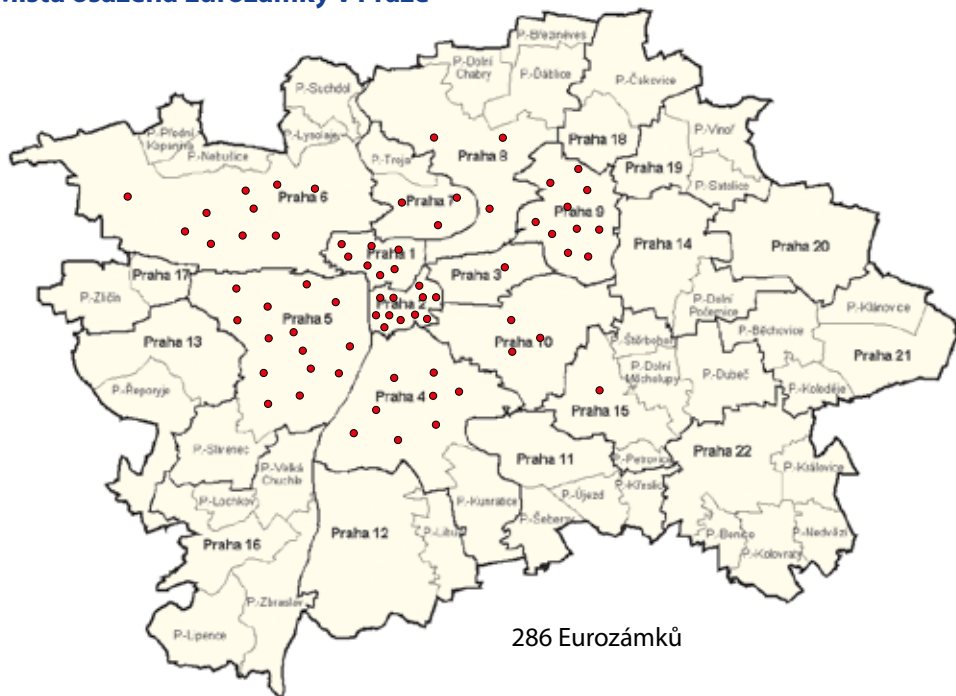 místa osazená Eurozámky v Praze
P.-Březiněves
P.-Dolní
Chabry
P.-Ďáblice
P.-Čakovice
P.-Suchdol
P.-Lysolaje
P.-Přední
Kopanina
P.-Nebušice
P.-Troja
Praha 8
Praha 18
P.-Vinoř
Praha 19
P.-Satalice
Praha 6
Praha 7
Praha 9
Praha 14
Praha 20
Praha 1
Praha 3
Praha 17
P.-Zličín
Praha 2
P.-Dolní
Počernice
P.-Klánovice
Praha 5
Praha 13
Praha 10
P.-Štěrboholy
P.-Běchovice
Praha 21
P.-Dolní
Měcholupy
P.-Dubeč
P.-Koloděje
P.-Řeporyje
Praha 4
Praha 15
P.-Slivenec
P.-Velká
Chuchle
Praha 11
P.-Petrovice
Praha 22
P.-Královice
P.-Lochkov
P.-Kunratice
P.-Újezd
P.-Křeslice
P.-Šeberov
Praha 16
Praha 12
P.-Libuš
P.-Benice
P.-Nedvězí
P.-Kolovraty
P.-Zbraslav
P.-Lipence
286 Eurozámků